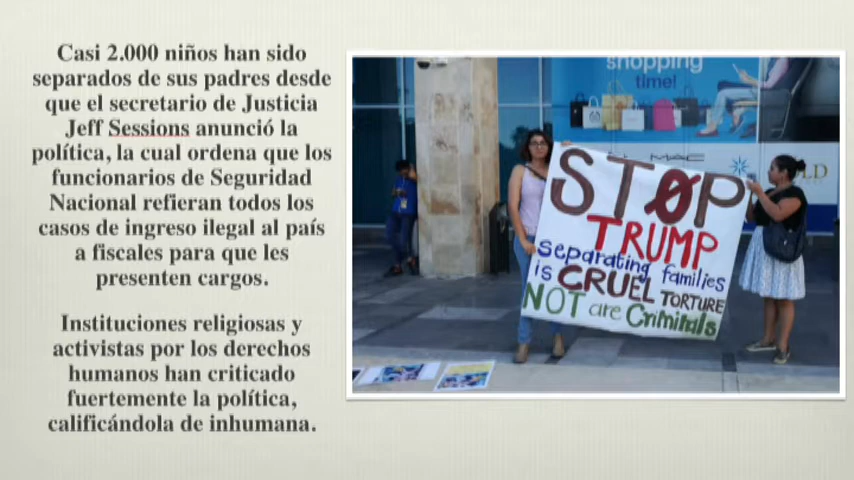 Casi 2.000 niños han sido
separados de sus padres desde
que el secretario de Justicia
Jeff Sessions anunció la
política, la cual ordena que los
funcionarios de Seguridad
Nacional refieran todos los
casos de ingreso ilegal al país
a fiscales para que les
presenten cargos.
Instituciones religiosas y
activistas por los derechos
humanos han criticado
fuertemente la política,
calificándola de inhumana.
shopping
time!
MAC
STOP
TRUMP
separating families
is CRUEL TORTURE
NOT are Criminals